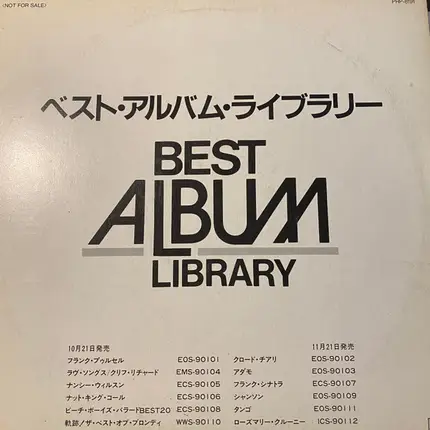 (NOT FOR SALE)
ベスト・アルバム・ライブラリー
BEST
ALBUM
LIBRARY
10月21日発売
フランク・プゥルセル EOS-90101
ラヴ・ソングス/クリフ・リチャード EMS-90104
ナンシー・ウィルスン ECS-90105
ナット・キング・コール ECS-90106
ビーチ・ボーイズ・バラードBEST20 ECS-90108
軌跡/ザ・ベスト・オブ・ブロンディ WWS-90110
11月21日発売
クロード・チアリ EOS-90102
アダモ EOS-90103
フランク・シナトラ ECS-90107
シャンソン EOS-90109
タンゴ EOS-90111
ローズマリー・クルーニー ICS-90112